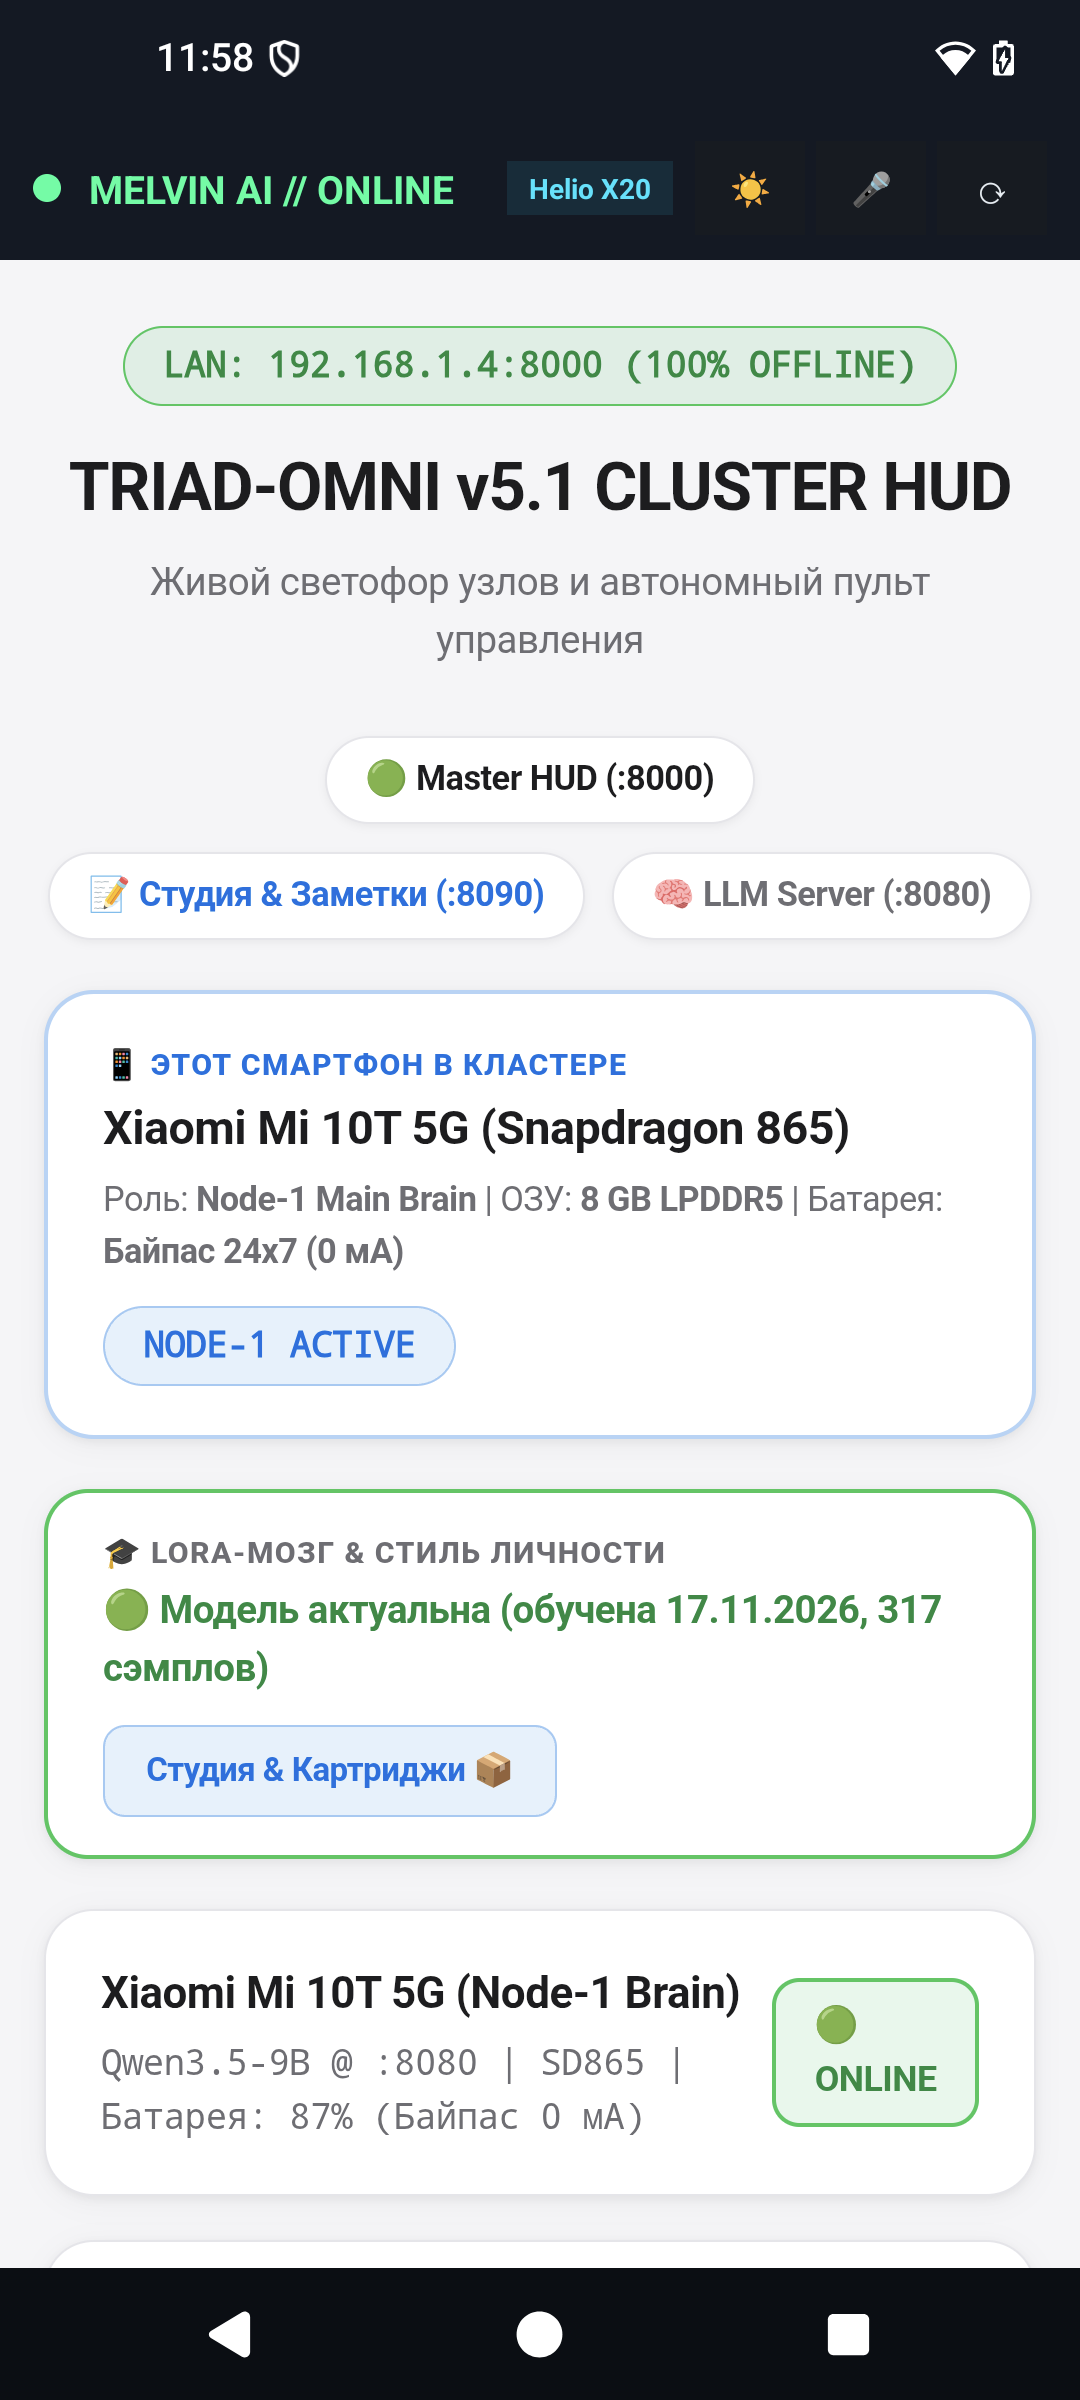 11:58
MELVIN AI // ONLINE
Helio X20
LAN: 192.168.1.4:8000 (100% OFFLINE)
TRIAD-OMNI v5.1 CLUSTER HUD
Живой светофор узлов и автономный пульт
управления
Master HUD (:8000)
Студия & Заметки (:8090)
LLM Server (:8080)
ЭТОТ СМАРТФОН В КЛАСТЕРЕ
Xiaomi Mi 10T 5G (Snapdragon 865)
Роль: Node-1 Main Brain | ОЗУ: 8 GB LPDDR5 | Батарея:
Байпас 24x7 (0 мА)
NODE-1 ACTIVE
LORA-МОЗГ & СТИЛЬ ЛИЧНОСТИ
Модель актуальна (обучена 17.11.2026, 317
сэмплов)
Студия & Картриджи
Xiaomi Mi 10T 5G (Node-1 Brain)
Qwen3.5-9B @ :8080 | SD865 |
Батарея: 87% (Байпас 0 мА)
ONLINE